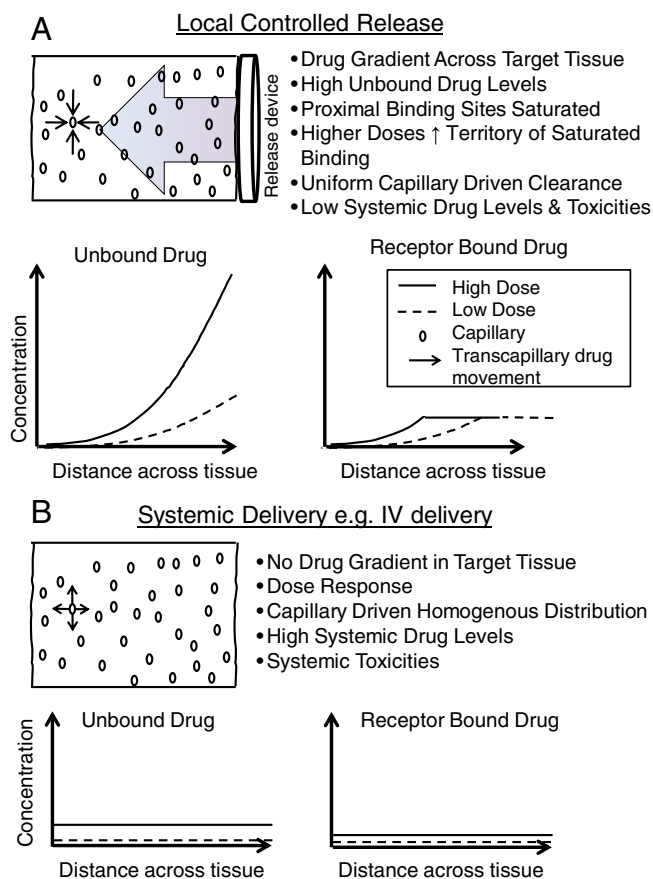 A
Local Controlled Release
Release device
•Drug Gradient Across Target Tissue
•High Unbound Drug Levels
•Proximal Binding Sites Saturated
•Higher Doses ↑ Territory of Saturated
Binding
•Uniform Capillary Driven Clearance
•Low Systemic Drug Levels & Toxicities
Unbound Drug
Concentration
Distance across tissue
Receptor Bound Drug
High Dose
Low Dose
Capillary
Transcapillary drug
movement
Distance across tissue
B
Systemic Delivery e.g. IV delivery
•No Drug Gradient in Target Tissue
•Dose Response
•Capillary Driven Homogenous Distribution
•High Systemic Drug Levels
•Systemic Toxicities
Unbound Drug
Concentration
Distance across tissue
Receptor Bound Drug
Distance across tissue